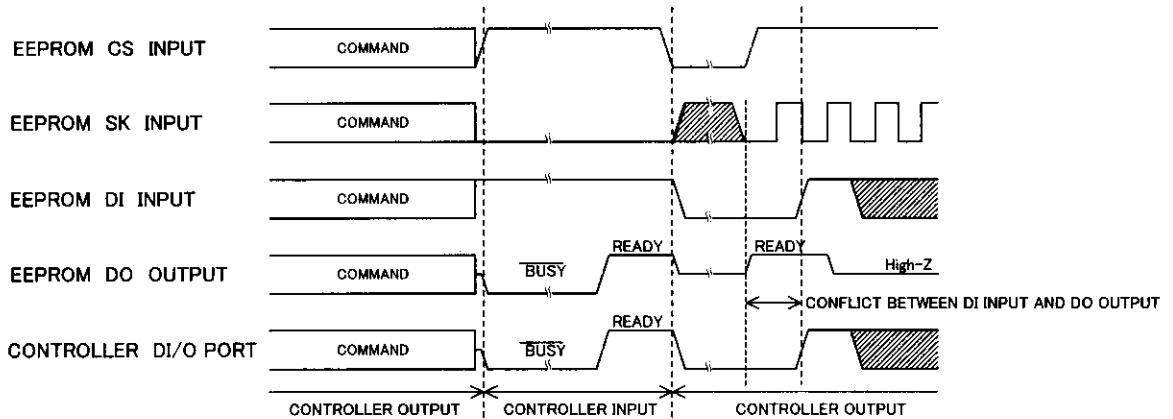 EEPROM CS INPUT COMMAND
EEPROM SK INPUT COMMAND
EEPROM DI INPUT COMMAND
EEPROM DO OUTPUT COMMAND BUSY READY READY High-Z
CONFLICT BETWEEN DI INPUT AND DO OUTPUT
CONTROLLER DI/O PORT COMMAND BUSY READY
CONTROLLER OUTPUT CONTROLLER INPUT CONTROLLER OUTPUT